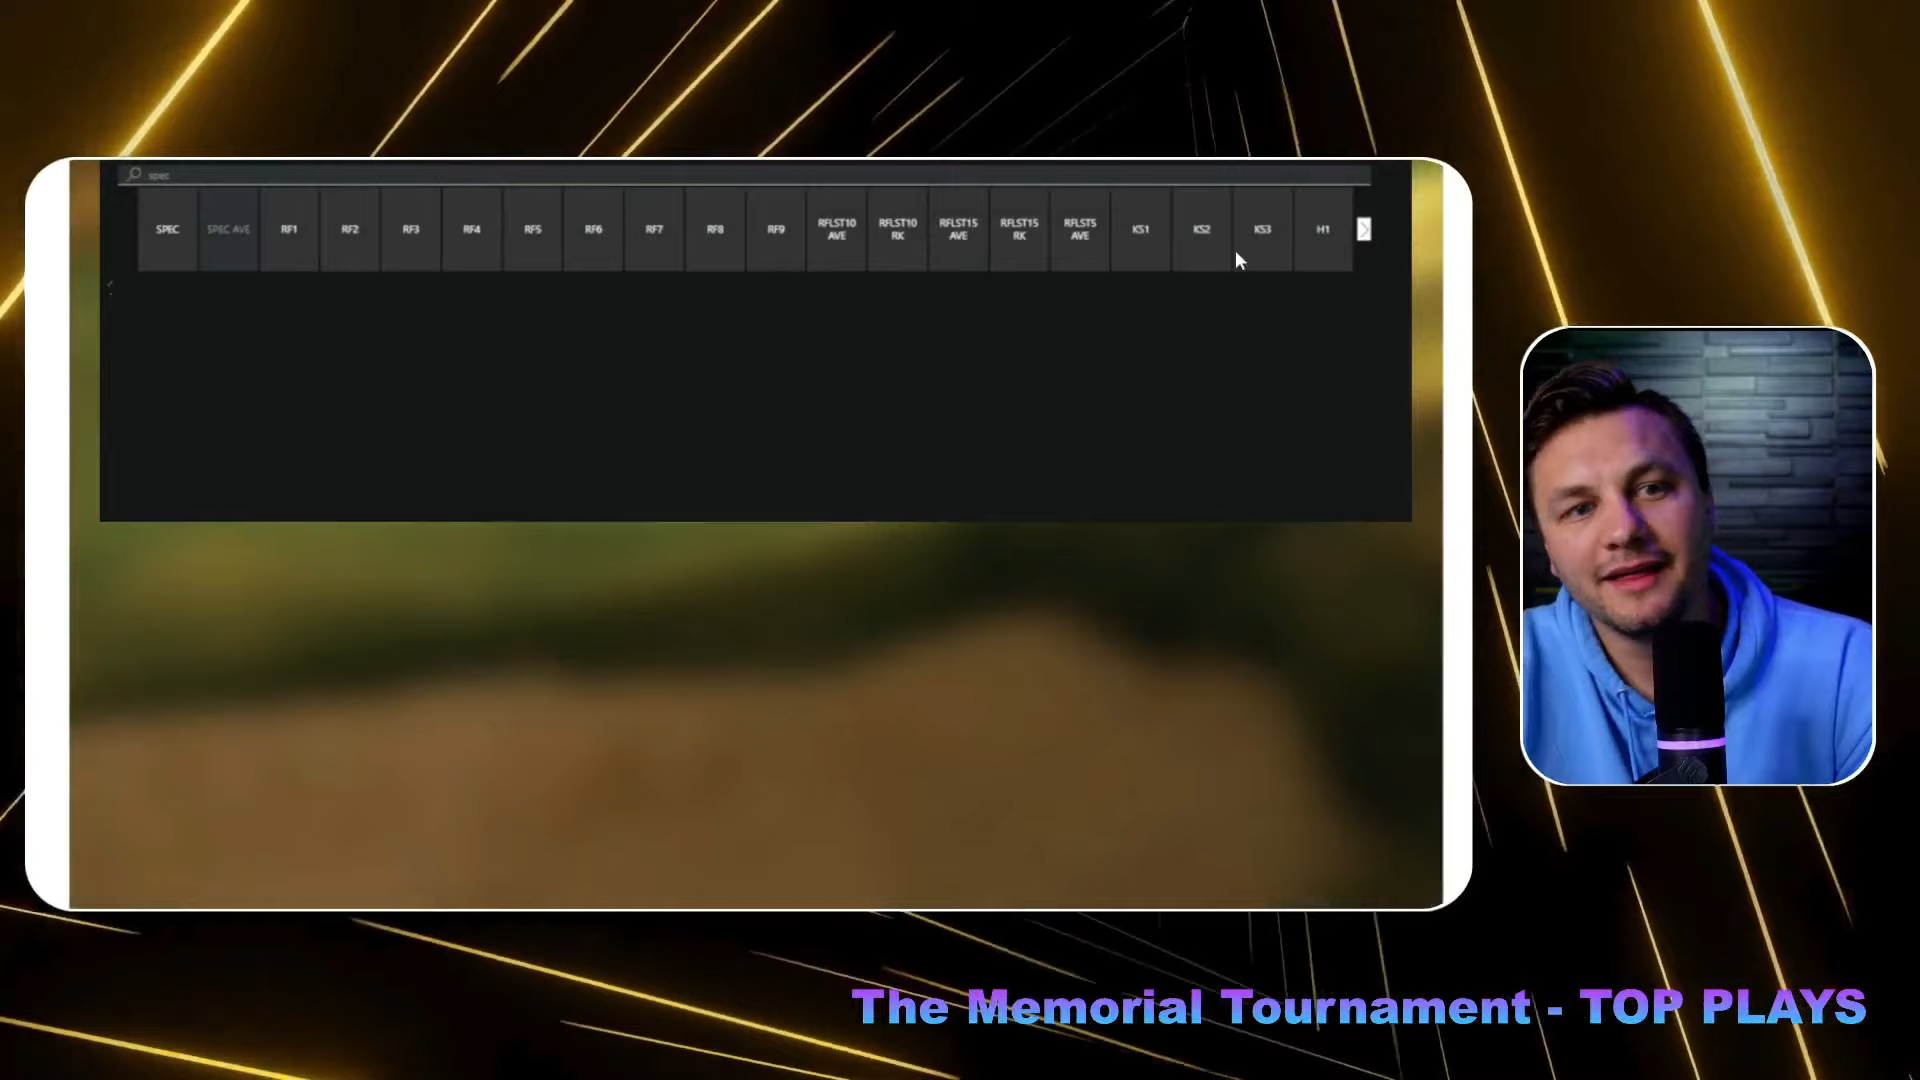 spec
SPEC SPEC AVE RF1 RF2 RF3 RF4 RF5 RF6 RF7 RF8 RF9 RFLST10 AVE RFLST10 RK RFLST15 AVE RFLST15 RK RFLST5 AVE KS1 KS2 KS3 H1
The Memorial Tournament - TOP PLAYS